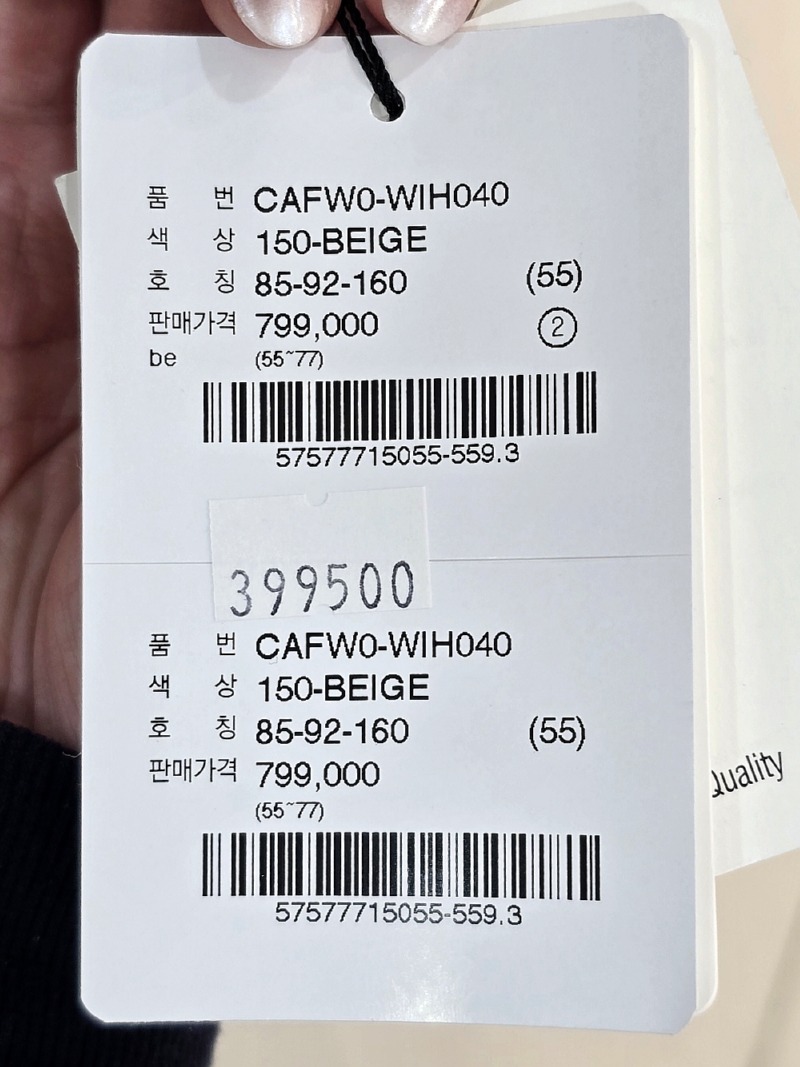 품 번 CAFW0-WIH040
색 상 150-BEIGE
호 칭 85-92-160 (55)
판매가격 799,000 ②
be (55~77)
57577715055-559.3
399500
품 번 CAFW0-WIH040
색 상 150-BEIGE
호 칭 85-92-160 (55)
판매가격 799,000
(55~77)
57577715055-559.3
Quality